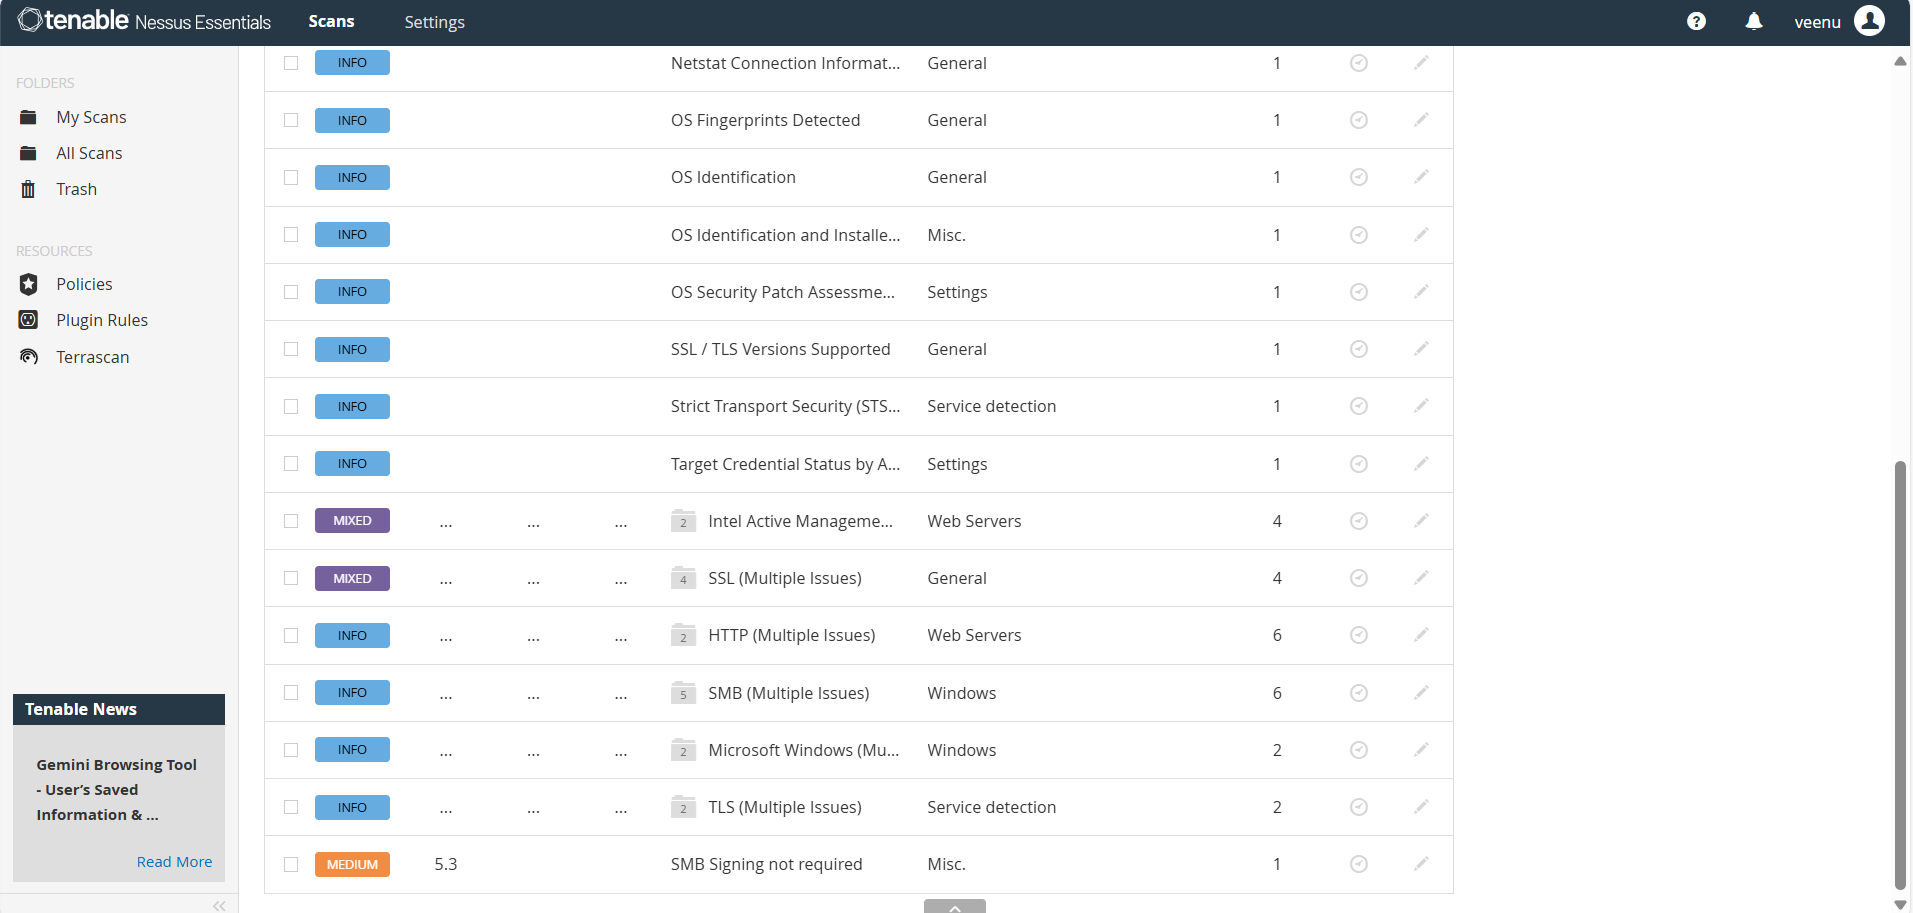 tenable Nessus Essentials Scans Settings veenu
FOLDERS
My Scans
All Scans
Trash
RESOURCES
Policies
Plugin Rules
Terrascan
Tenable News
Gemini Browsing Tool
- User’s Saved
Information & ...
Read More
INFO Netstat Connection Informat... General 1
INFO OS Fingerprints Detected General 1
INFO OS Identification General 1
INFO OS Identification and Installe... Misc. 1
INFO OS Security Patch Assessme... Settings 1
INFO SSL / TLS Versions Supported General 1
INFO Strict Transport Security (STS... Service detection 1
INFO Target Credential Status by A... Settings 1
MIXED ... ... ... 2 Intel Active Manageme... Web Servers 4
MIXED ... ... ... 4 SSL (Multiple Issues) General 4
INFO ... ... ... 2 HTTP (Multiple Issues) Web Servers 6
INFO ... ... ... 5 SMB (Multiple Issues) Windows 6
INFO ... ... ... 2 Microsoft Windows (Mu... Windows 2
INFO ... ... ... 2 TLS (Multiple Issues) Service detection 2
MEDIUM 5.3 SMB Signing not required Misc. 1